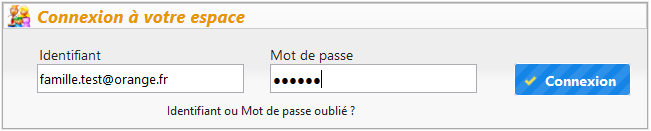 Connexion à votre espace
Identifiant
Mot de passe
famille.test@orange.fr
●●●●●●
Connexion
Identifiant ou Mot de passe oublié ?